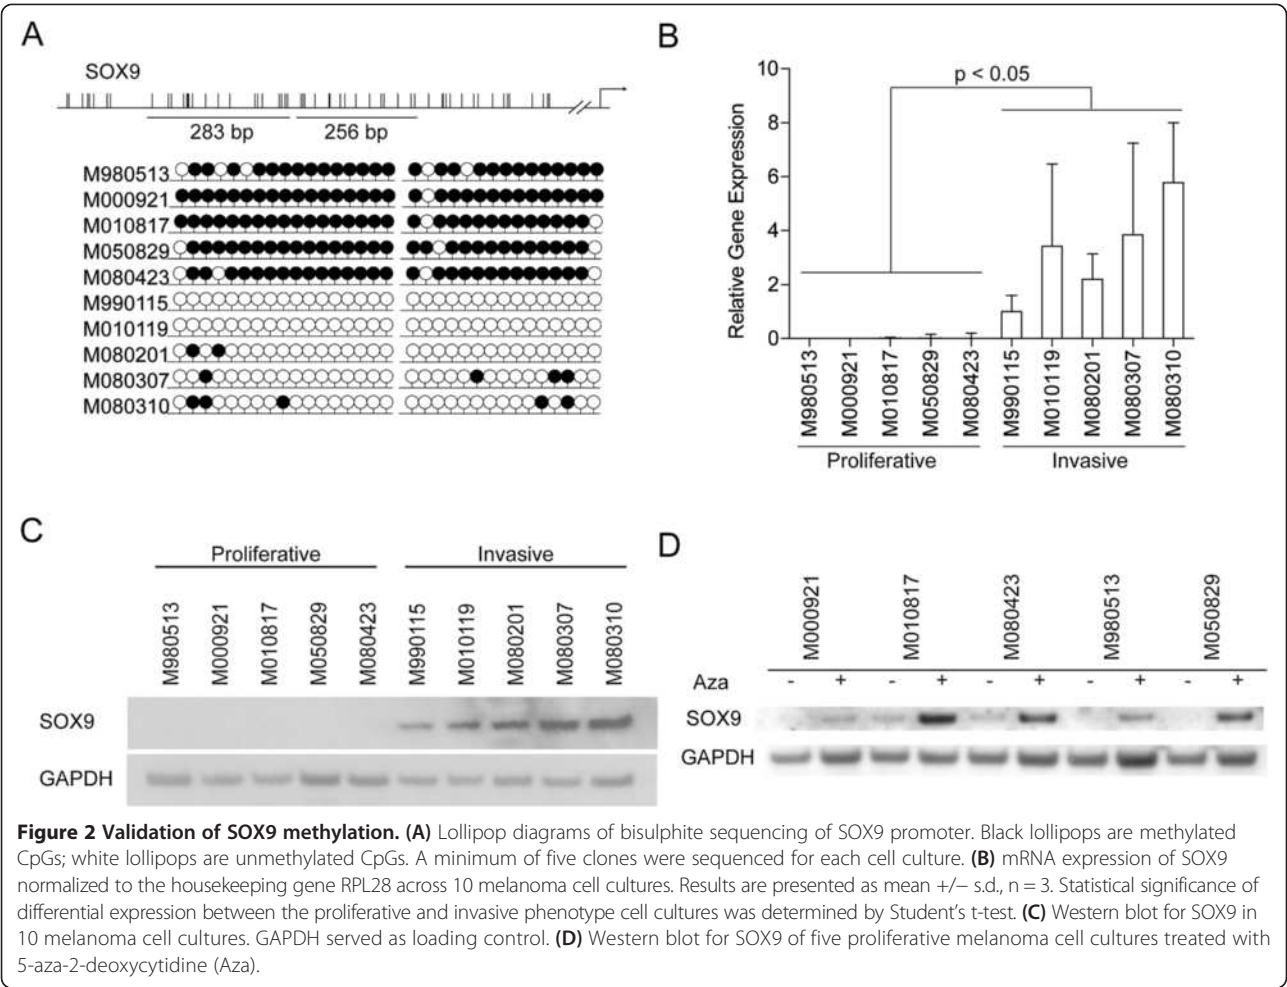 A
SOX9
283 bp
256 bp
M980513
M000921
M010817
M050829
M080423
M990115
M010119
M080201
M080307
M080310
B
p < 0.05
Relative Gene Expression
10
8
6
4
2
0
M980513
M000921
M010817
M050829
M080423
M990115
M010119
M080201
M080307
M080310
Proliferative
Invasive
C
Proliferative
Invasive
M980513
M000921
M010817
M050829
M080423
M990115
M010119
M080201
M080307
M080310
SOX9
GAPDH
D
M000921
M010817
M080423
M980513
M050829
Aza - + - + - + - + - +
SOX9
GAPDH
Figure 2 Validation of SOX9 methylation. (A) Lollipop diagrams of bisulphite sequencing of SOX9 promoter. Black lollipops are methylated
CpGs; white lollipops are unmethylated CpGs. A minimum of five clones were sequenced for each cell culture. (B) mRNA expression of SOX9
normalized to the housekeeping gene RPL28 across 10 melanoma cell cultures. Results are presented as mean +/− s.d., n = 3. Statistical significance of
differential expression between the proliferative and invasive phenotype cell cultures was determined by Student's t-test. (C) Western blot for SOX9 in
10 melanoma cell cultures. GAPDH served as loading control. (D) Western blot for SOX9 of five proliferative melanoma cell cultures treated with
5-aza-2-deoxycytidine (Aza).